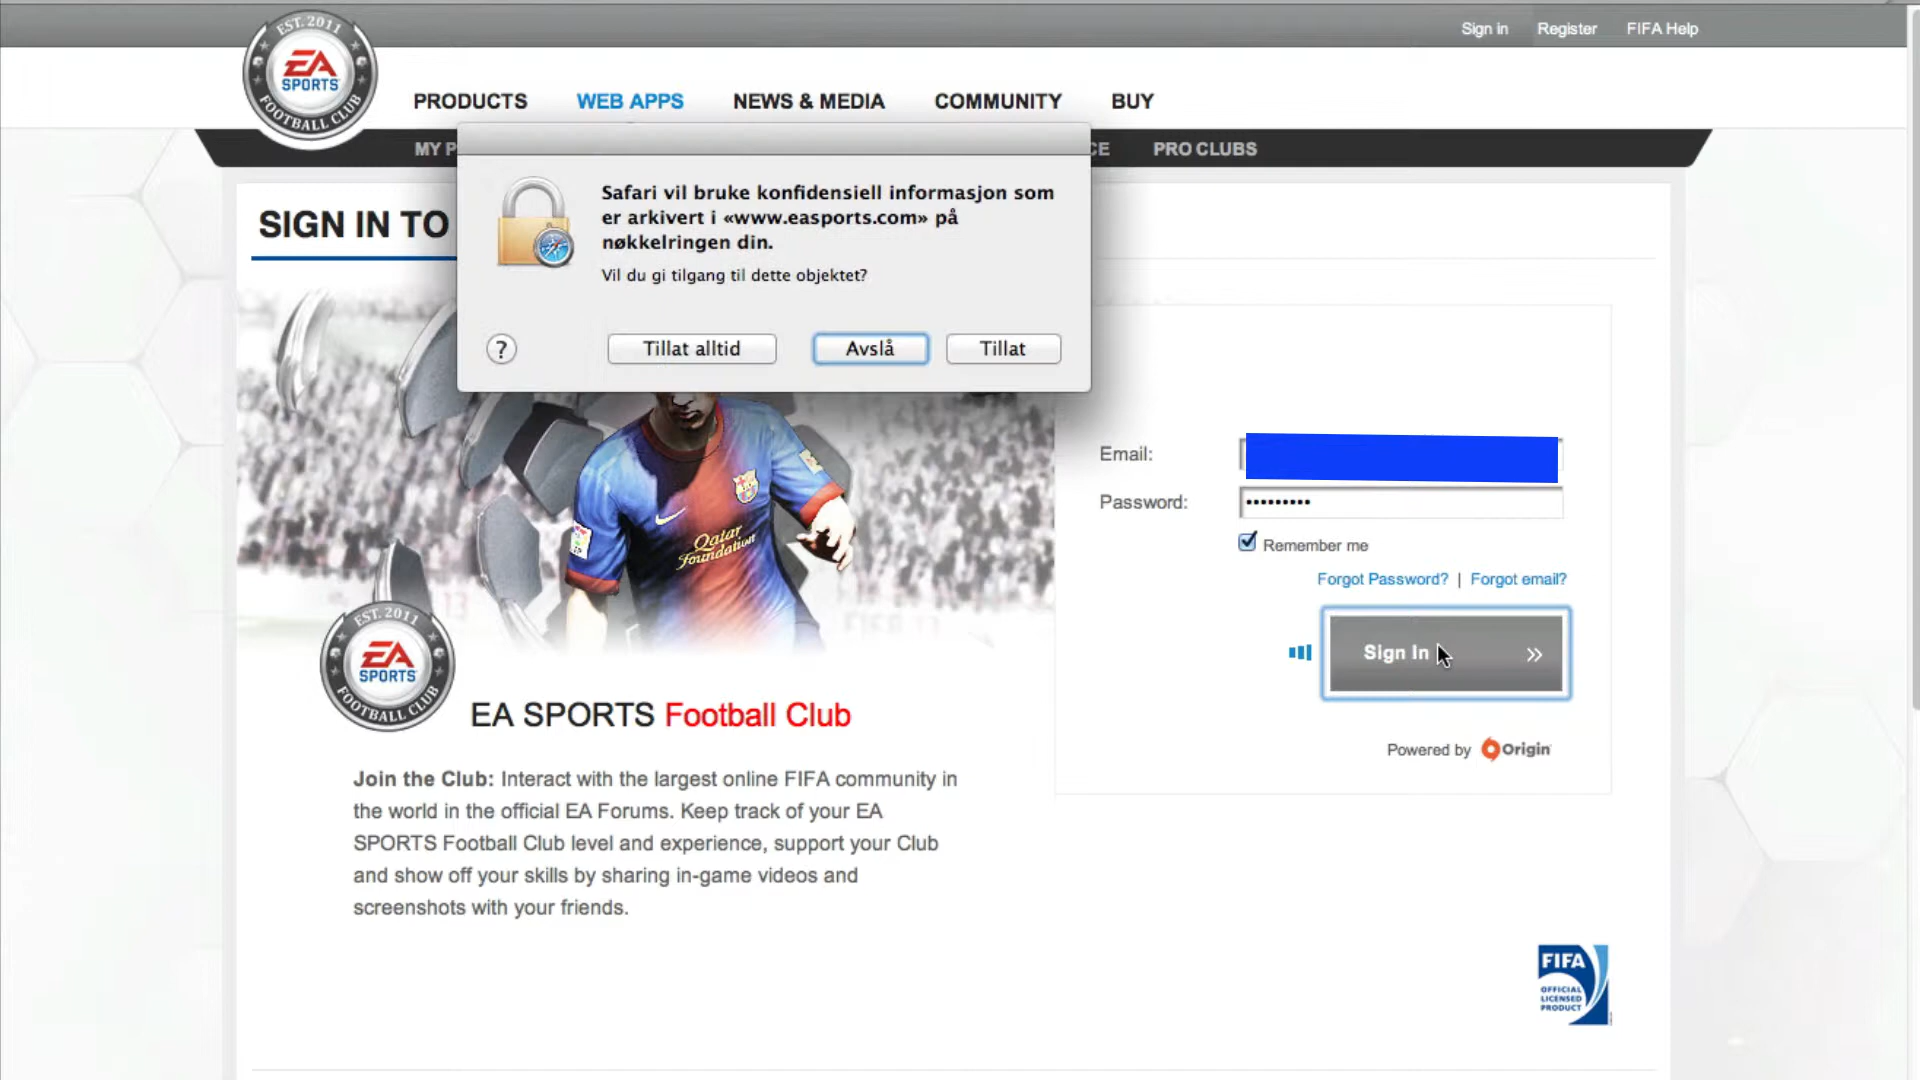 Sign in
Register
FIFA Help
EST. 2011
EA
SPORTS
FOOTBALL CLUB
PRODUCTS
WEB APPS
NEWS & MEDIA
COMMUNITY
BUY
MY P
CE
PRO CLUBS
SIGN IN TO
Safari vil bruke konfidensiell informasjon som
er arkivert i «www.easports.com» på
nøkkelringen din.
Vil du gi tilgang til dette objektet?
?
Tillat alltid
Avslå
Tillat
Email:
Password:
Remember me
Forgot Password? | Forgot email?
Sign In
Powered by Origin
Qatar
Foundation
EST. 2011
EA
SPORTS
FOOTBALL CLUB
EA SPORTS Football Club
Join the Club: Interact with the largest online FIFA community in
the world in the official EA Forums. Keep track of your EA
SPORTS Football Club level and experience, support your Club
and show off your skills by sharing in-game videos and
screenshots with your friends.
FIFA
OFFICIAL
LICENSED
PRODUCT